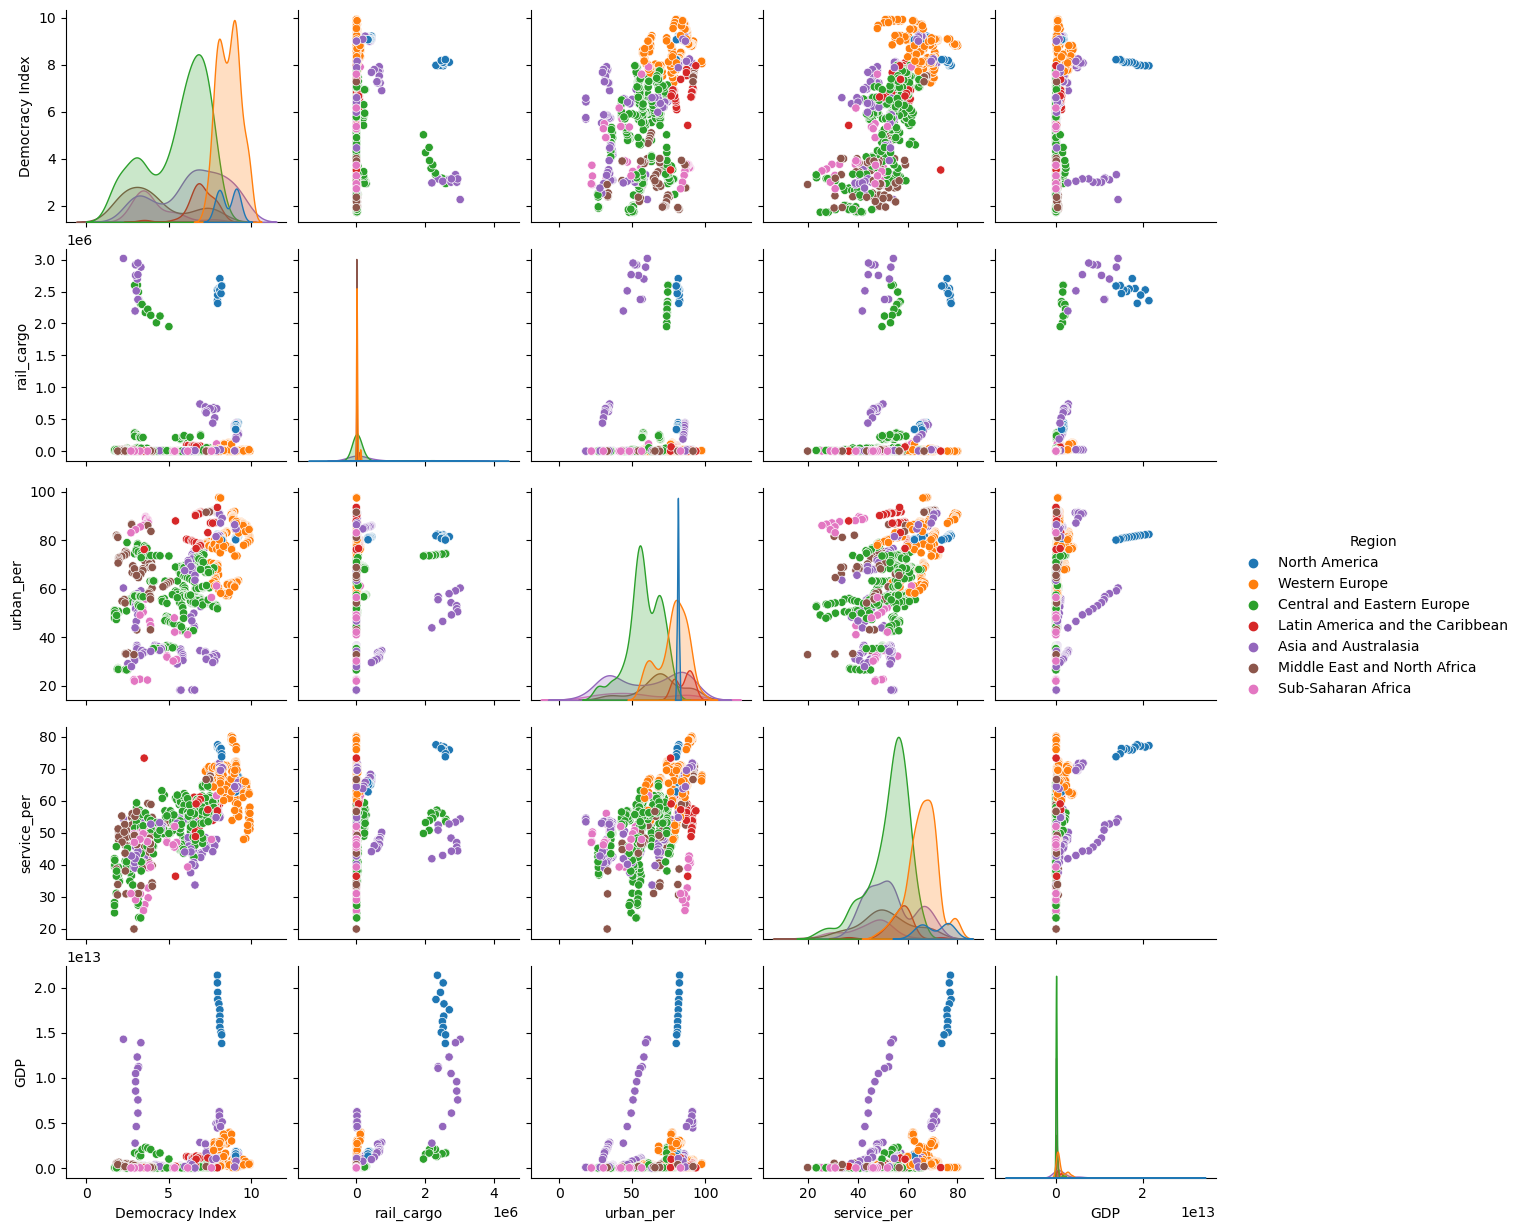 10
8
6
4
2
Democracy Index
1e6
3.0
2.5
2.0
1.5
1.0
0.5
0.0
rail_cargo
100
80
60
40
20
urban_per
Region
North America
Western Europe
Central and Eastern Europe
Latin America and the Caribbean
Asia and Australasia
Middle East and North Africa
Sub-Saharan Africa
80
70
60
50
40
30
20
service_per
1e13
2.0
1.5
1.0
0.5
0.0
GDP
0 5 10 0 2 4 0 50 100 20 40 60 80 0 2
1e6 1e13
Democracy Index rail_cargo urban_per service_per GDP